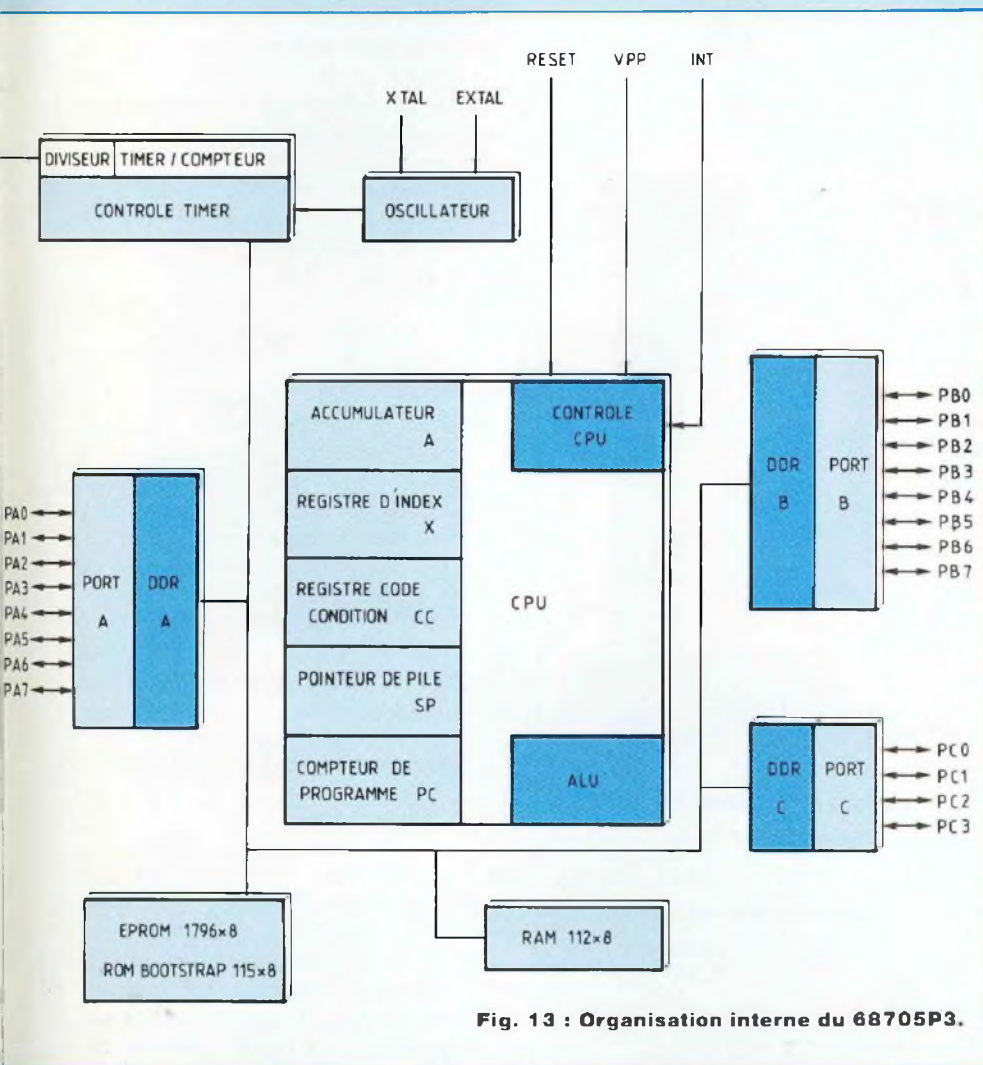 RESET VPP INT
XTAL EXTAL
DIVISEUR TIMER / COMPTEUR
CONTROLE TIMER
OSCILLATEUR
ACCUMULATEUR
A
REGISTRE D'INDEX
X
REGISTRE CODE
CONDITION CC
POINTEUR DE PILE
SP
COMPTEUR DE
PROGRAMME PC
CONTROLE
CPU
CPU
ALU
PA0
PA1
PA2
PA3
PA4
PA5
PA6
PA7
PORT
A
DDR
A
DDR
B
PORT
B
PB0
PB1
PB2
PB3
PB4
PB5
PB6
PB7
DDR
C
PORT
C
PC0
PC1
PC2
PC3
EPROM 1796×8
ROM BOOTSTRAP 115×8
RAM 112×8
Fig. 13 : Organisation interne du 68705P3.